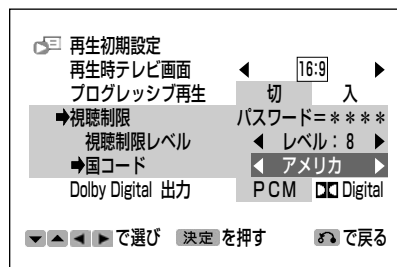 再生初期設定
再生時テレビ画面 ◀ 16:9 ▶
プログレッシブ再生 切 入
➡視聴制限 パスワード=****
視聴制限レベル ◀ レベル：8 ▶
➡国コード ◀ アメリカ ▶
Dolby Digital 出力 PCM Digital
▼▲◀▶で選び 決定 を押す で戻る